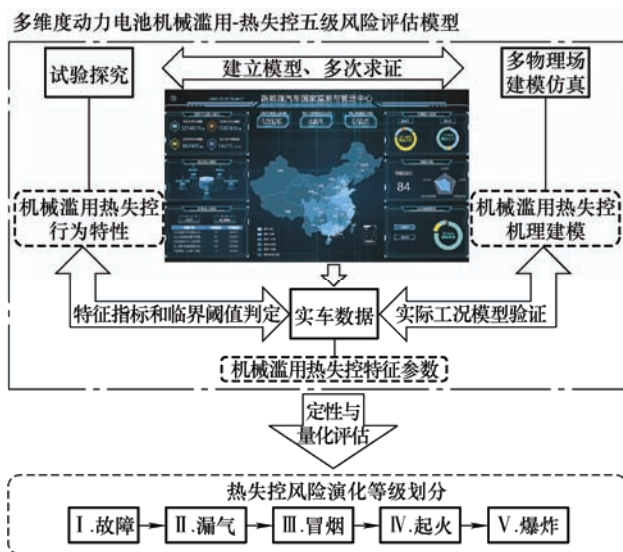 多维度动力电池机械滥用-热失控五级风险评估模型
试验探究
建立模型、多次求证
多物理场
建模仿真
新能源汽车国家监测与管理中心
84
机械滥用热失控
行为特性
机械滥用热失控
机理建模
特征指标和临界阈值判定
实车数据
实际工况模型验证
机械滥用热失控特征参数
定性与
量化评估
热失控风险演化等级划分
Ⅰ.故障
Ⅱ.漏气
Ⅲ.冒烟
Ⅳ.起火
Ⅴ.爆炸